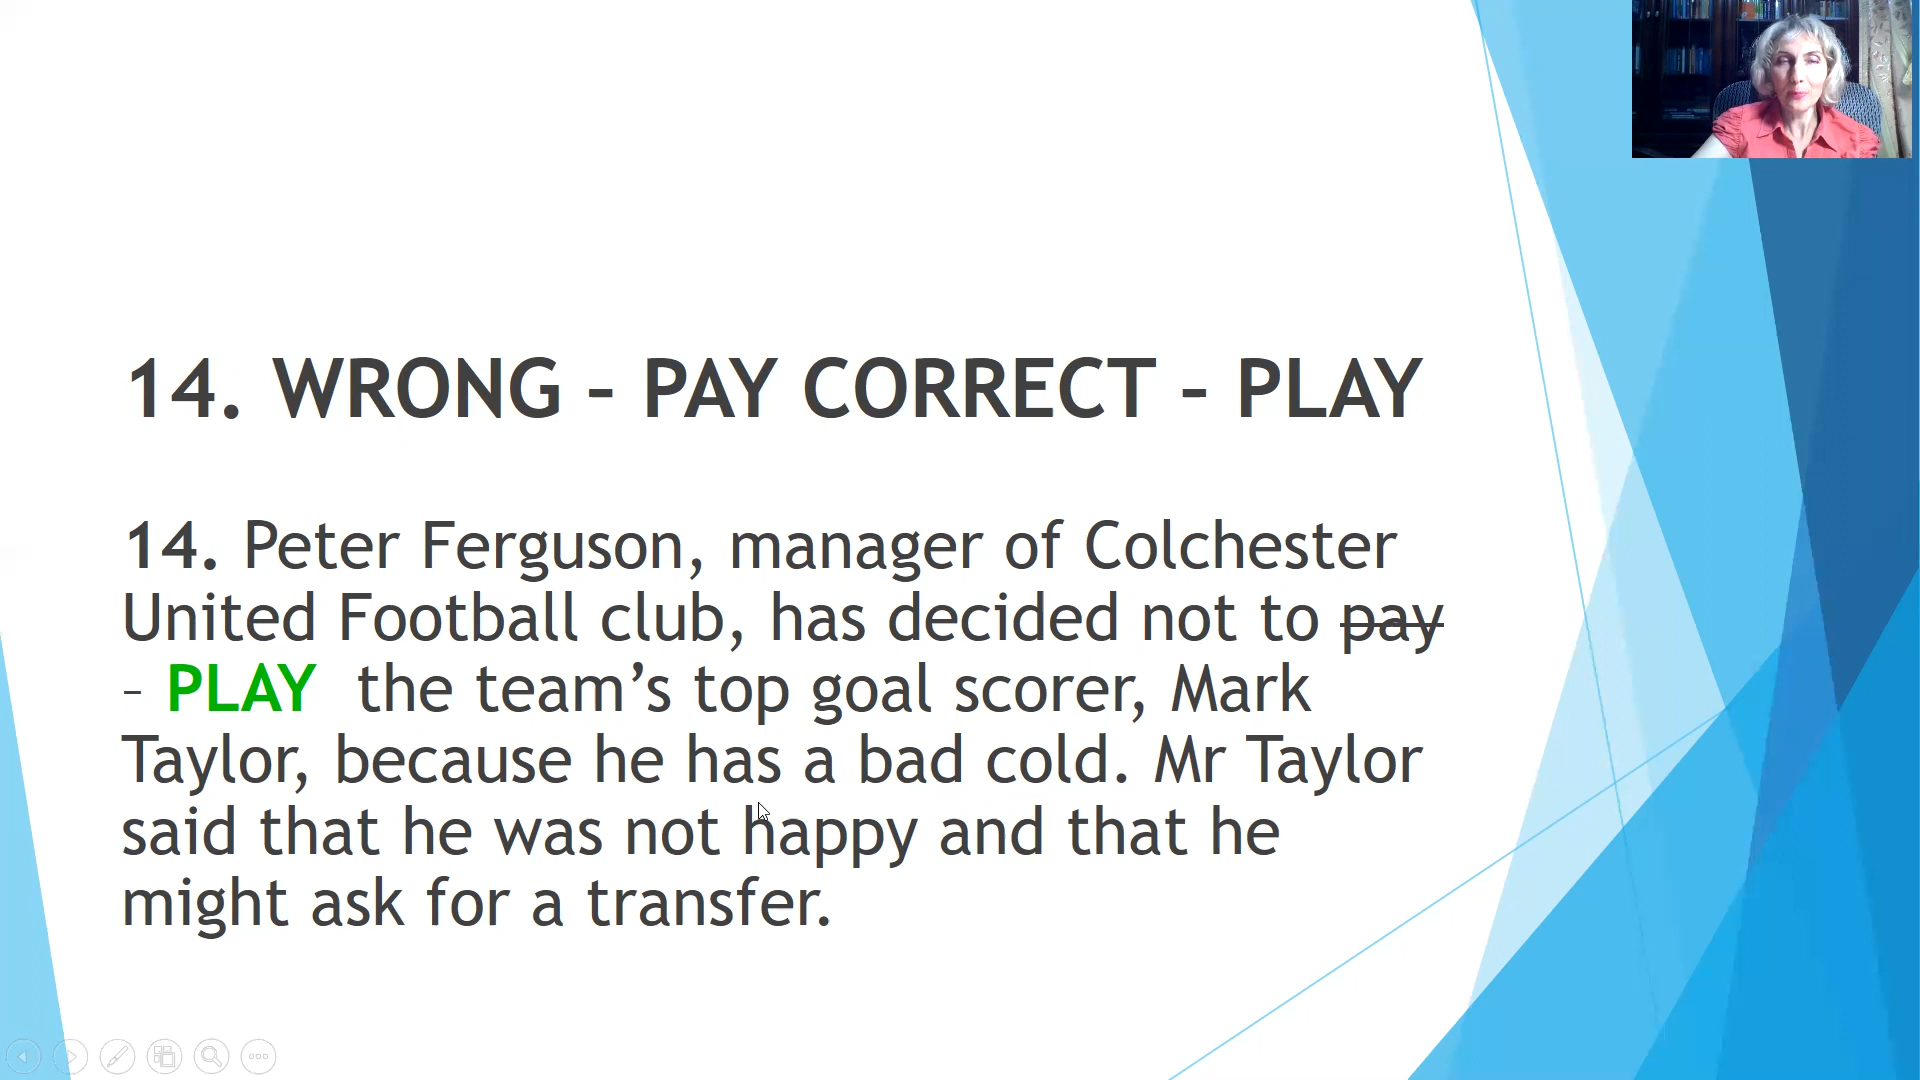 14. WRONG – PAY CORRECT – PLAY
14. Peter Ferguson, manager of Colchester
United Football club, has decided not to pay
– PLAY the team’s top goal scorer, Mark
Taylor, because he has a bad cold. Mr Taylor
said that he was not happy and that he
might ask for a transfer.